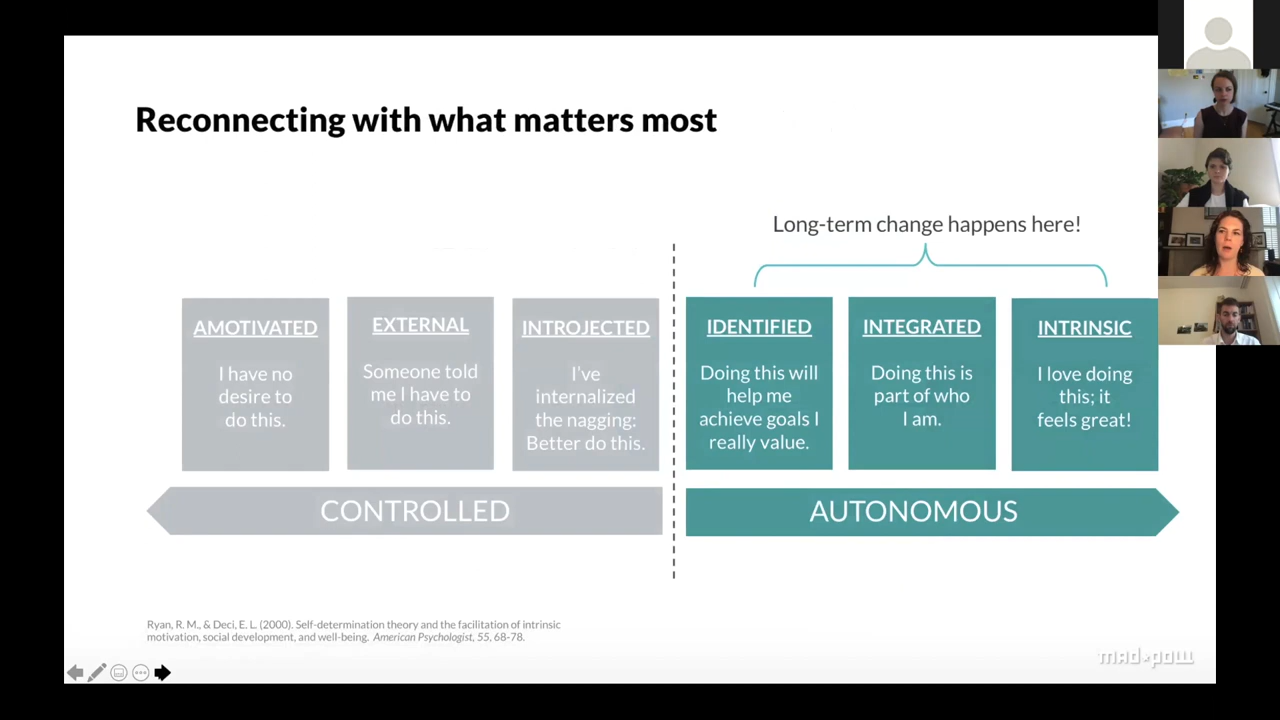 Reconnecting with what matters most
Long-term change happens here!
AMOTIVATED
I have no
desire to
do this.
EXTERNAL
Someone told
me I have to
do this.
INTROJECTED
I've
internalized
the nagging:
Better do this.
IDENTIFIED
Doing this will
help me
achieve goals I
really value.
INTEGRATED
Doing this is
part of who
I am.
INTRINSIC
I love doing
this; it
feels great!
CONTROLLED
AUTONOMOUS
Ryan, R. M., & Deci, E. L. (2000). Self-determination theory and the facilitation of intrinsic
motivation, social development, and well-being. American Psychologist, 55, 68-78.
mad*pow